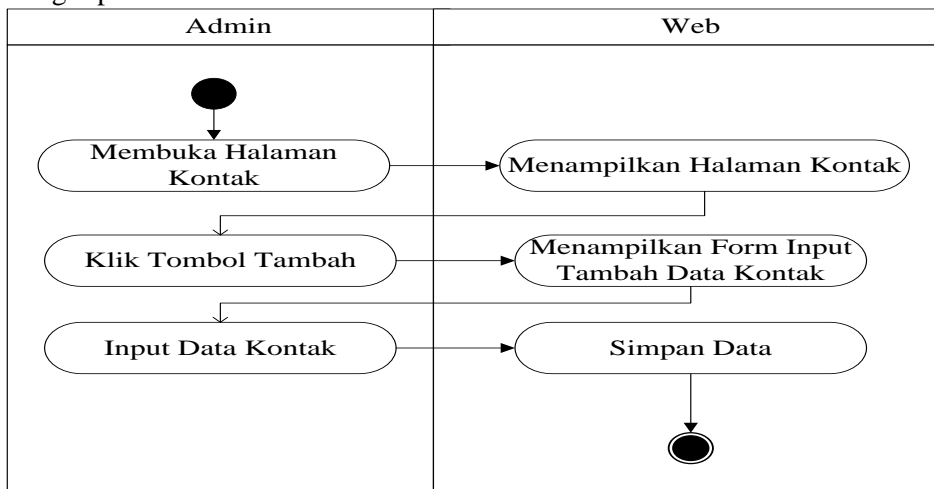 Admin
Web
Membuka Halaman
Kontak
Menampilkan Halaman Kontak
Klik Tombol Tambah
Menampilkan Form Input
Tambah Data Kontak
Input Data Kontak
Simpan Data